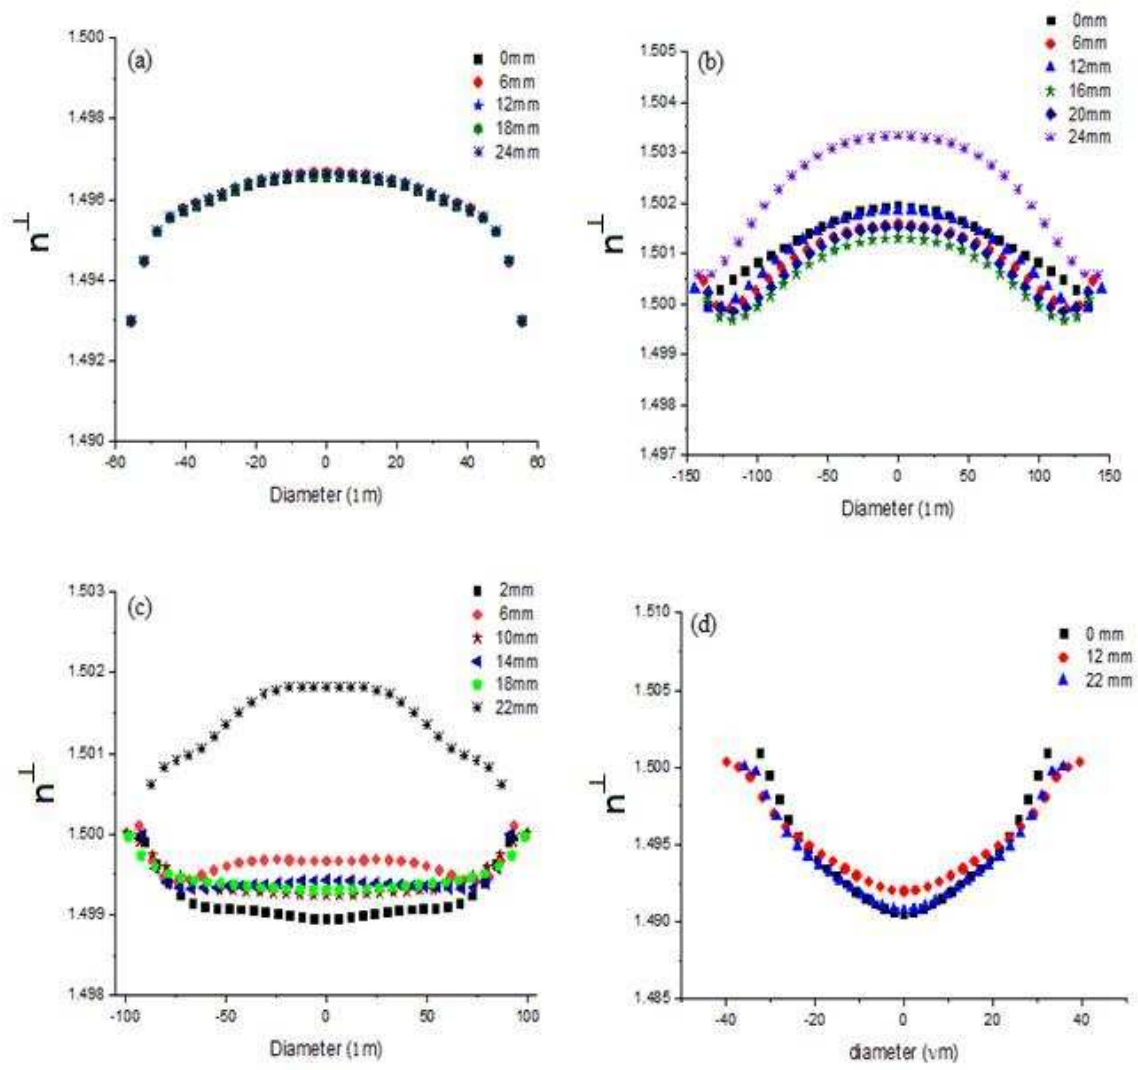 (a)
0mm
6mm
12mm
18mm
24mm
1.500
1.498
1.496
1.494
1.492
1.490
n⊥
-60
-40
-20
0
20
40
60
Diameter (1m)
(b)
0mm
6mm
12mm
16mm
20mm
24mm
1.505
1.504
1.503
1.502
1.501
1.500
1.499
1.498
1.497
n⊥
-150
-100
-50
0
50
100
150
Diameter (1m)
(c)
2mm
6mm
10mm
14mm
18mm
22mm
1.503
1.502
1.501
1.500
1.499
1.498
n⊥
-100
-50
0
50
100
Diameter (1m)
(d)
0 mm
12 mm
22 mm
1.510
1.505
1.500
1.495
1.490
1.485
n⊥
-40
-20
0
20
40
diameter (νm)